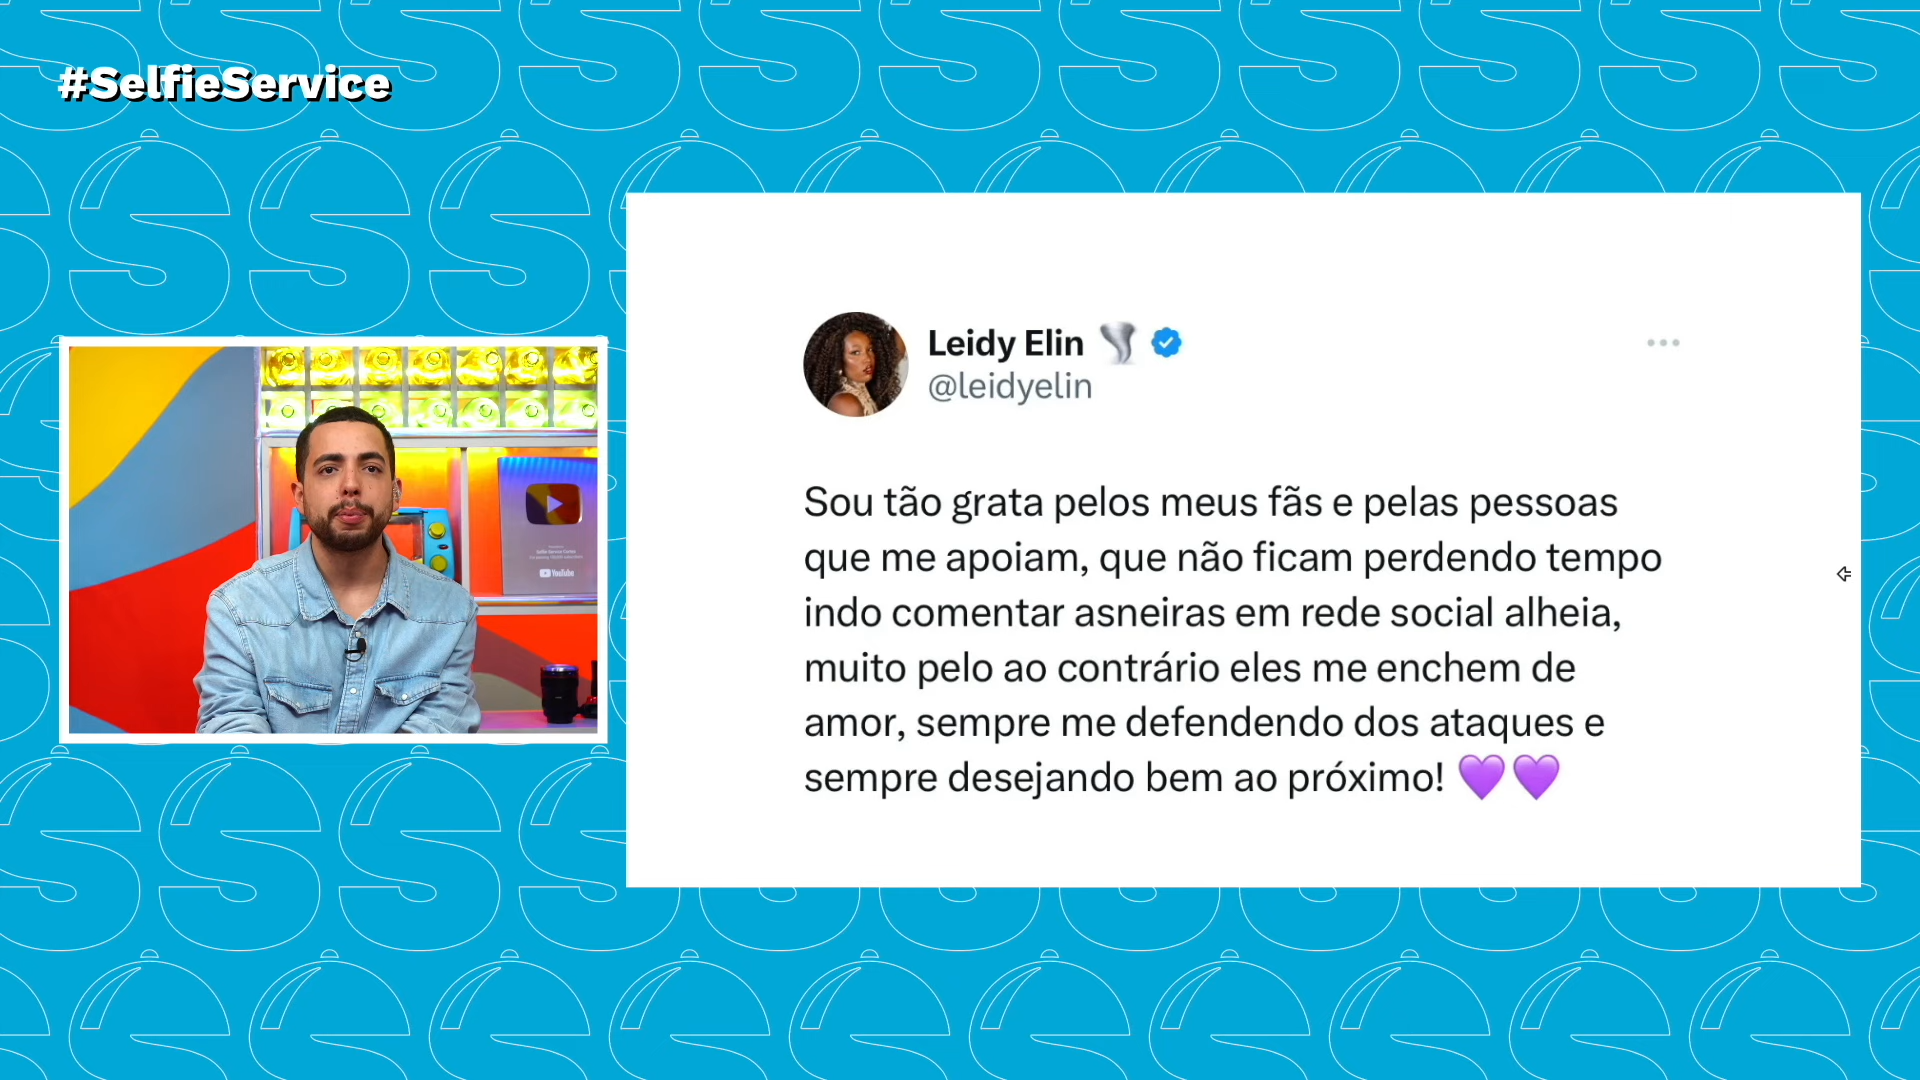 #SelfieService
Leidy Elin 🌪️
@leidyelin
Sou tão grata pelos meus fãs e pelas pessoas
que me apoiam, que não ficam perdendo tempo
indo comentar asneiras em rede social alheia,
muito pelo ao contrário eles me enchem de
amor, sempre me defendendo dos ataques e
sempre desejando bem ao próximo! 💜💜
YouTube